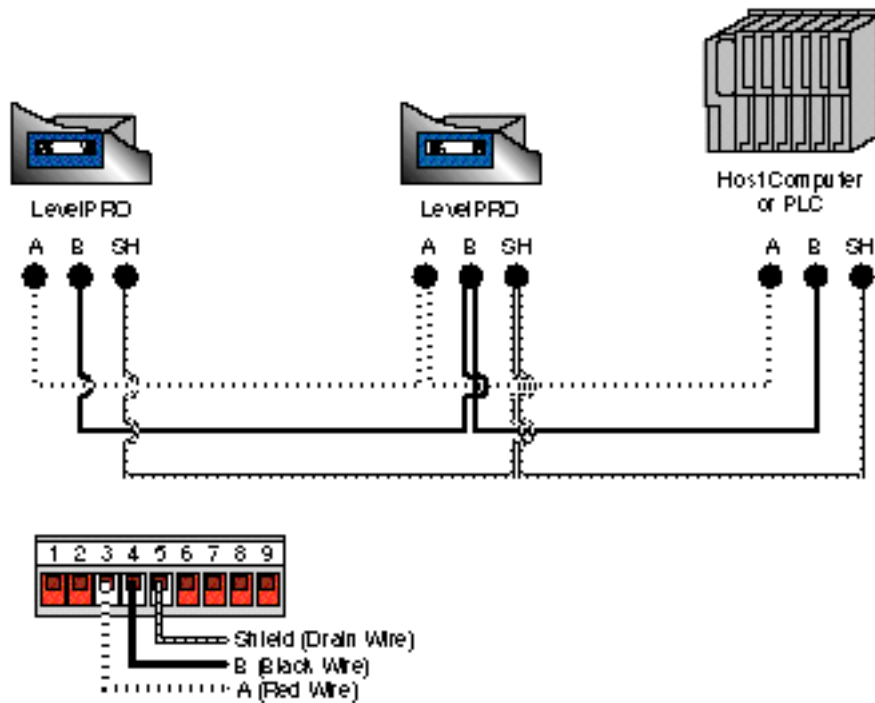 LevelPRO
LevelPRO
Host Computer
or PLC
A B SH
A B SH
A B SH
1 2 3 4 5 6 7 8 9
Shield (Drain Wire)
B (Black Wire)
A (Red Wire)